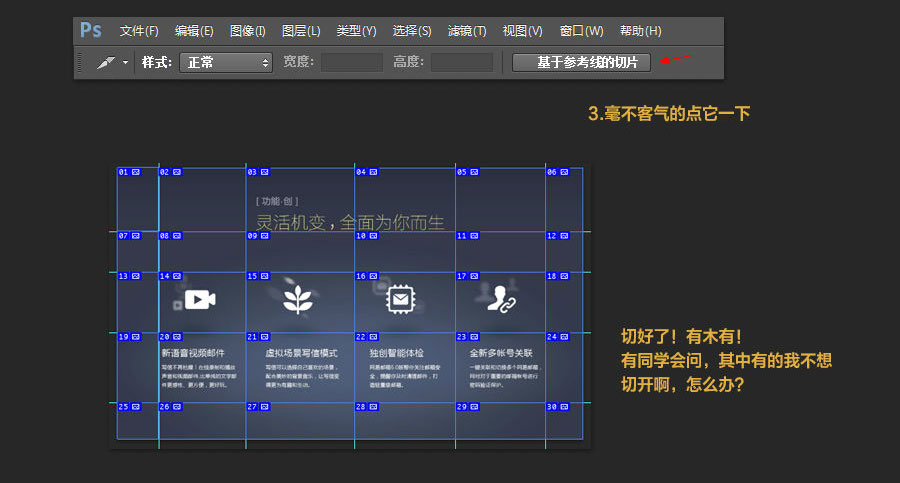 Ps 文件(F) 编辑(E) 图像(I) 图层(L) 类型(Y) 选择(S) 滤镜(T) 视图(V) 窗口(W) 帮助(H)
样式: 正常 宽度: 高度: 基于参考线的切片
3.毫不客气的点它一下
01 02 03 04 05 06
[ 功能·创 ]
灵活机变，全面为你而生
07 08 09 10 11 12
13 14 15 16 17 18
19 20 21 22 23 24
新语音视频邮件 虚拟场景写信模式 独创智能体检 全新多帐号关联
25 26 27 28 29 30
切好了！有木有！
有同学会问，其中有的我不想
切开啊，怎么办？